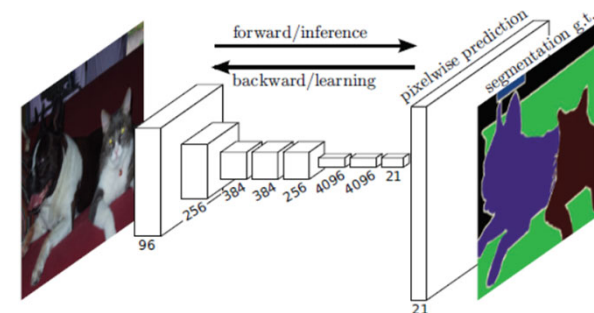 forward/inference
backward/learning
pixelwise prediction
segmentation g.t.
96
256
384
384
256
4096
4096
21
21